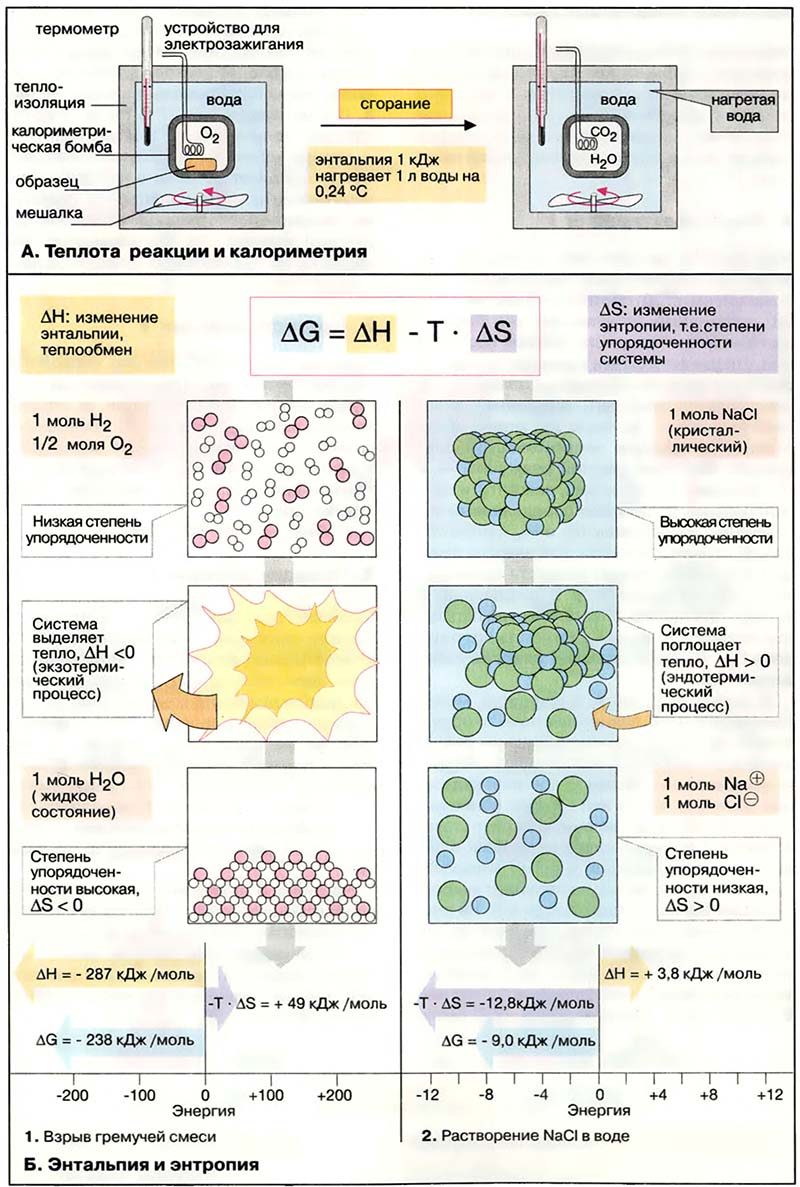 термометр
устройство для
электрозажигания
тепло-
изоляция
калориметри-
ческая бомба
образец
мешалка
вода
O₂
сгорание
энтальпия 1 кДж
нагревает 1 л воды на
0,24 °C
вода
CO₂
H₂O
нагретая
вода
А. Теплота реакции и калориметрия
ΔH: изменение
энтальпии,
теплообмен
ΔG = ΔH - T · ΔS
ΔS: изменение
энтропии, т.е.степени
упорядоченности
системы
1 моль H₂
1/2 моля O₂
Низкая степень
упорядоченности
1 моль NaCl
(кристал-
лический)
Высокая степень
упорядоченности
Система
выделяет
тепло, ΔH <0
(экзотерми-
ческий
процесс)
Система
поглощает
тепло, ΔH > 0
(эндотерми-
ческий
процесс)
1 моль H₂O
( жидкое
состояние)
Степень
упорядочен-
ности высокая,
ΔS < 0
1 моль Na⊕
1 моль Cl⊖
Степень
упорядочен-
ности низкая,
ΔS > 0
ΔH = - 287 кДж /моль
-T · ΔS = + 49 кДж /моль
ΔG = - 238 кДж /моль
ΔH = + 3,8 кДж /моль
-T · ΔS = -12,8кДж /моль
ΔG = - 9,0 кДж /моль
-200 -100 0 +100 +200
Энергия
-12 -8 -4 0 +4 +8 +12
Энергия
1. Взрыв гремучей смеси
2. Растворение NaCl в воде
Б. Энтальпия и энтропия